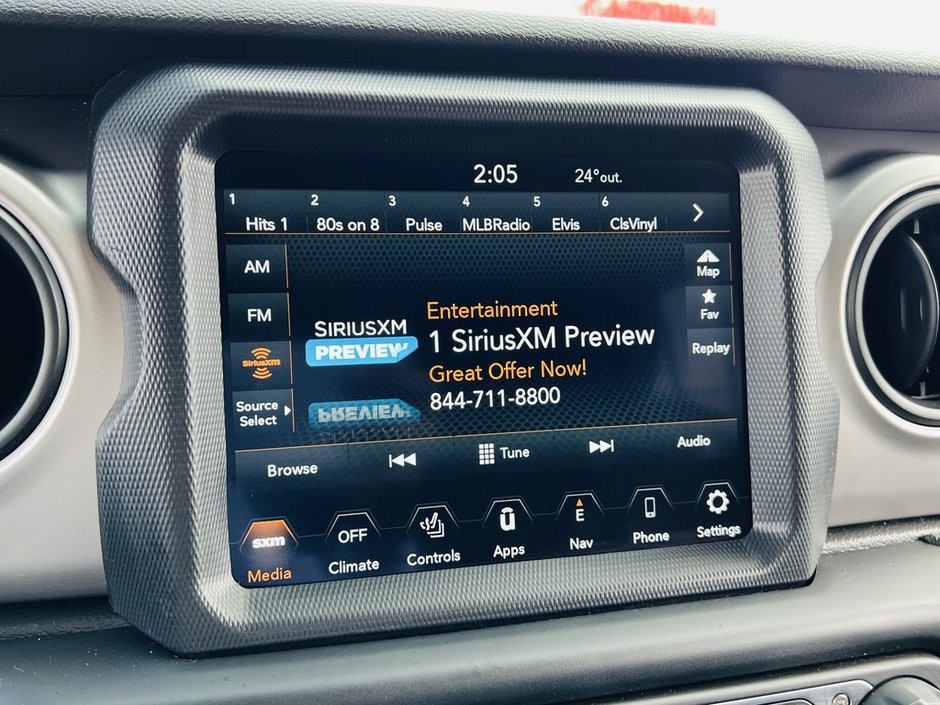 2:05 24°out.
1 2 3 4 5 6
Hits 1 80s on 8 Pulse MLBRadio Elvis ClsVinyl
AM
FM
SiriusXM
Source
Select
SIRIUSXM
PREVIEW
Entertainment
1 SiriusXM Preview
Great Offer Now!
844-711-8800
Map
Fav
Replay
Browse Tune Audio
sxm OFF E
Media Climate Controls Apps Nav Phone Settings